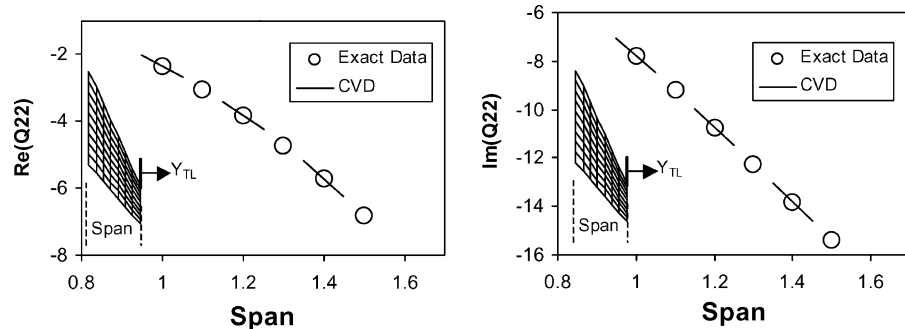 0
-2
-4
-6
-8
Re(Q22)
Exact Data
CVD
Y_TL
Span
0.8 1 1.2 1.4 1.6
Span
-6
-8
-10
-12
-14
-16
Im(Q22)
Exact Data
CVD
Y_TL
Span
0.8 1 1.2 1.4 1.6
Span